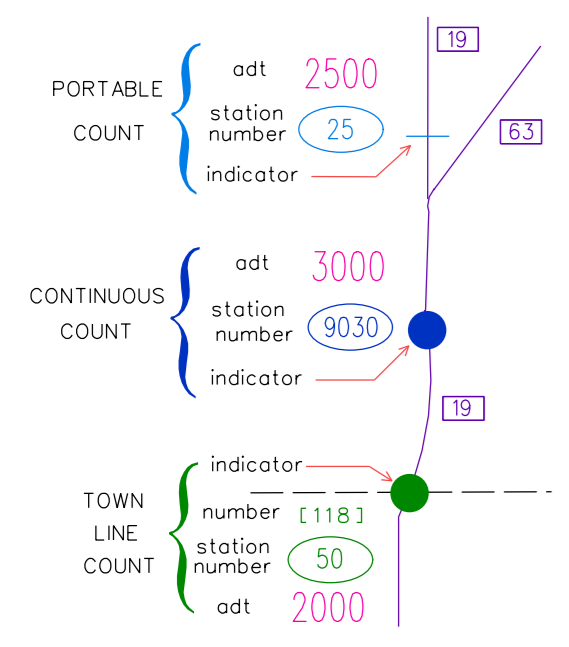 19
adt 2500
PORTABLE
COUNT
station
number 25
63
indicator
adt 3000
CONTINUOUS
COUNT
station
number 9030
indicator
19
indicator
TOWN
LINE
COUNT
number [118]
station
number 50
adt 2000